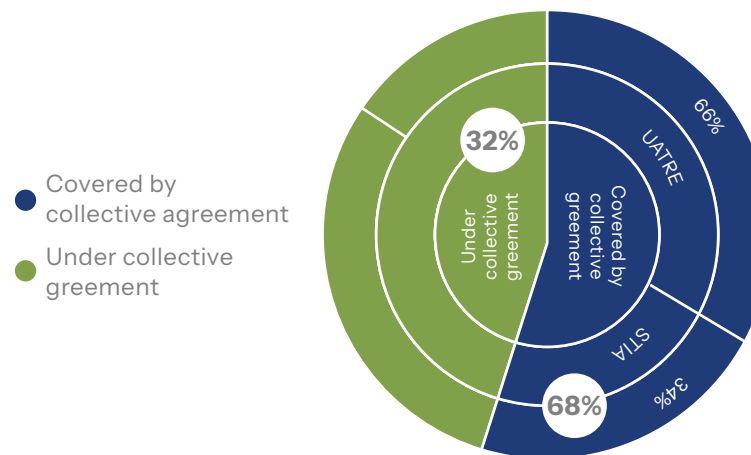 Covered by
collective agreement
Under collective
greement
32%
Under
collective
greement
Covered by
collective
greement
UATRE
66%
STIA
34%
68%